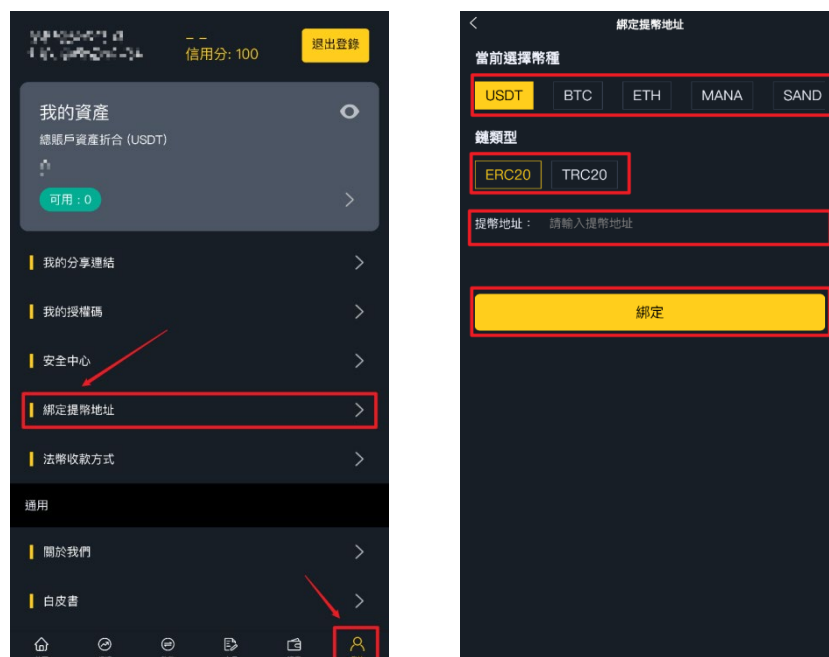 信用分: 100
退出登錄
我的資產
總賬戶資產折合 (USDT)
可用：0
我的分享連結
我的授權碼
安全中心
綁定提幣地址
法幣收款方式
通用
關於我們
白皮書
綁定提幣地址
當前選擇幣種
USDT BTC ETH MANA SAND
鏈類型
ERC20 TRC20
提幣地址： 請輸入提幣地址
綁定